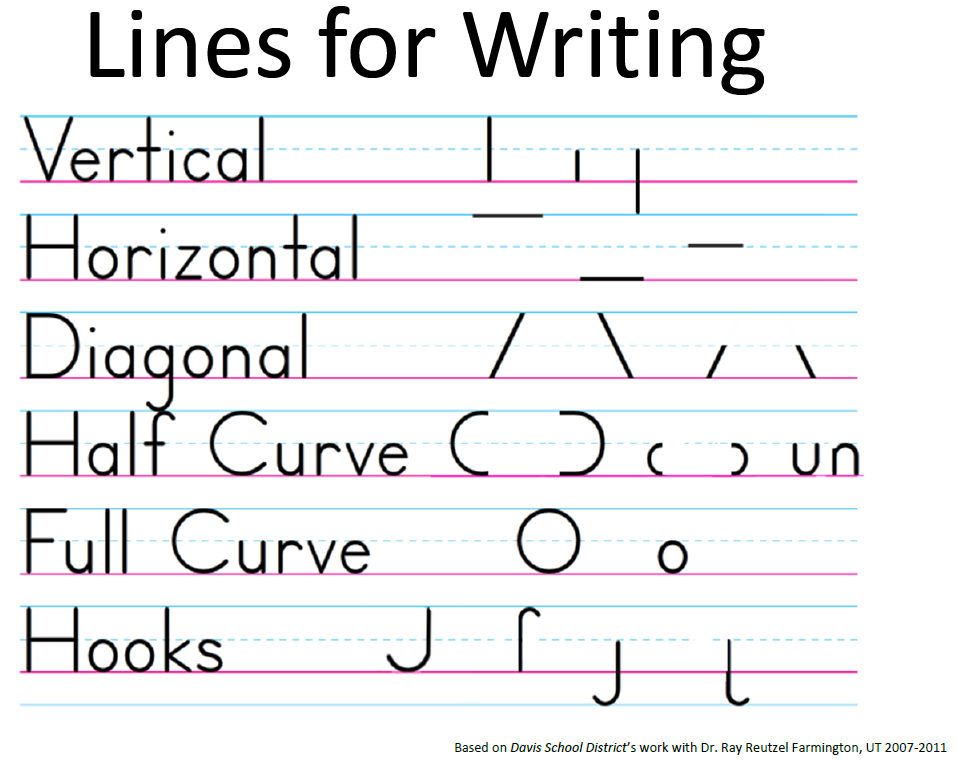 Lines for Writing
Vertical
Horizontal
Diagonal
Half Curve un
Full Curve O o
Hooks
Based on Davis School District's work with Dr. Ray Reutzel Farmington, UT 2007-2011